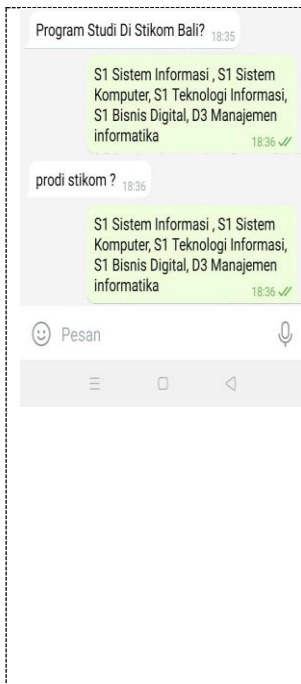 Program Studi Di Stikom Bali? 18:35
S1 Sistem Informasi , S1 Sistem
Komputer, S1 Teknologi Informasi,
S1 Bisnis Digital, D3 Manajemen
informatika
18:36
prodi stikom ? 18:36
S1 Sistem Informasi , S1 Sistem
Komputer, S1 Teknologi Informasi,
S1 Bisnis Digital, D3 Manajemen
informatika
18:36
Pesan